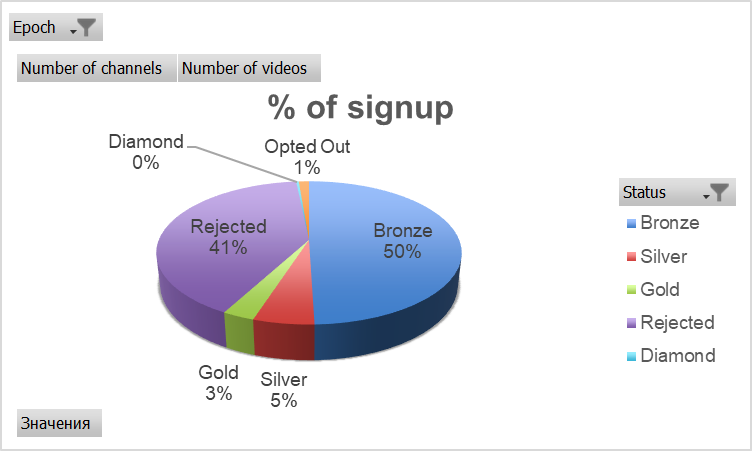 Epoch
Number of channels
Number of videos
% of signup
Diamond
0%
Opted Out
1%
Rejected
41%
Bronze
50%
Gold
3%
Silver
5%
Status
Bronze
Silver
Gold
Rejected
Diamond
Значения